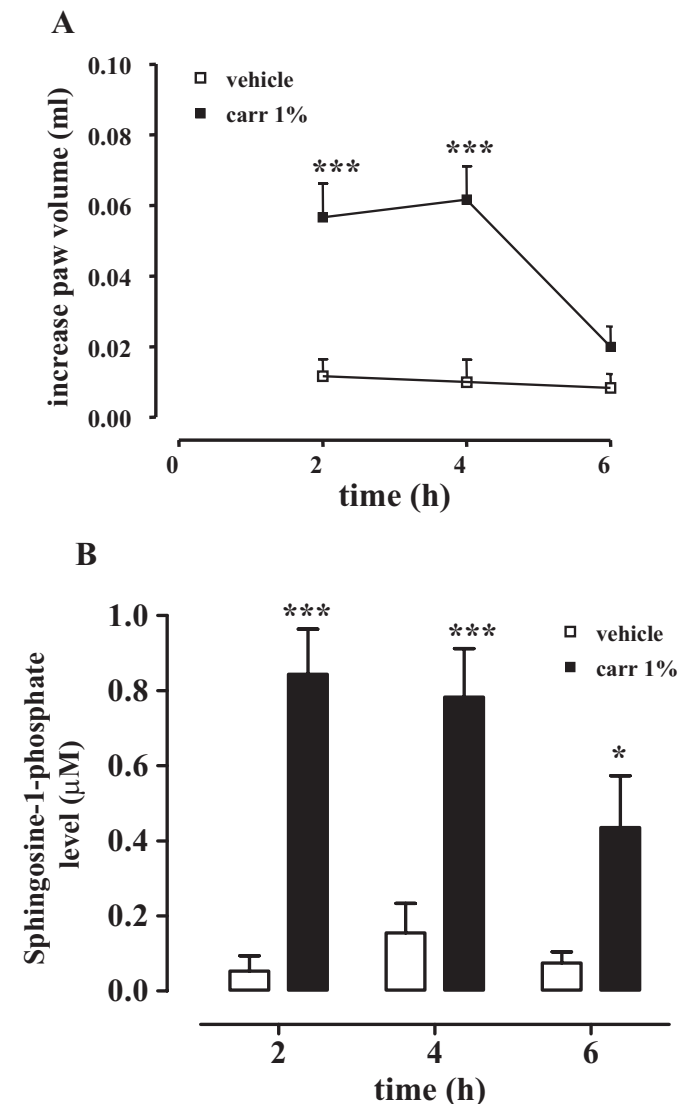 A
0.10
vehicle
carr 1%
0.08
***
***
0.06
0.04
0.02
0.00
increase paw volume (ml)
0
2
4
6
time (h)
B
1.0
***
***
vehicle
carr 1%
0.8
*
0.6
0.4
0.2
0.0
Sphingosine-1-phosphate
level (μM)
2
4
6
time (h)